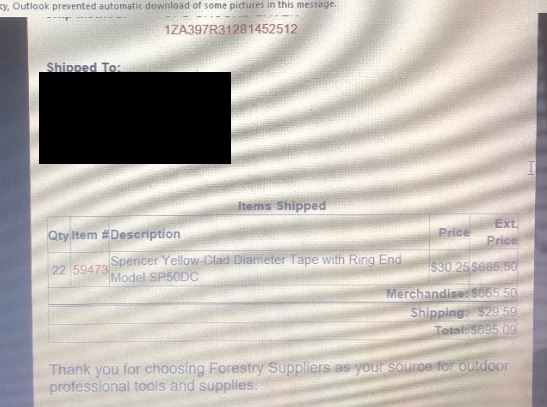 cy, Outlook prevented automatic download of some pictures in this message.
1ZA397R31281452512
Shipped To:
Items Shipped
Qty Item # Description Price Ext. Price
22 59473 Spencer Yellow-Clad Diameter Tape with Ring End $30.25 $665.50
Model SP50DC
Merchandise: $665.50
Shipping: $29.59
Total: $695.09
Thank you for choosing Forestry Suppliers as your source for outdoor
professional tools and supplies.